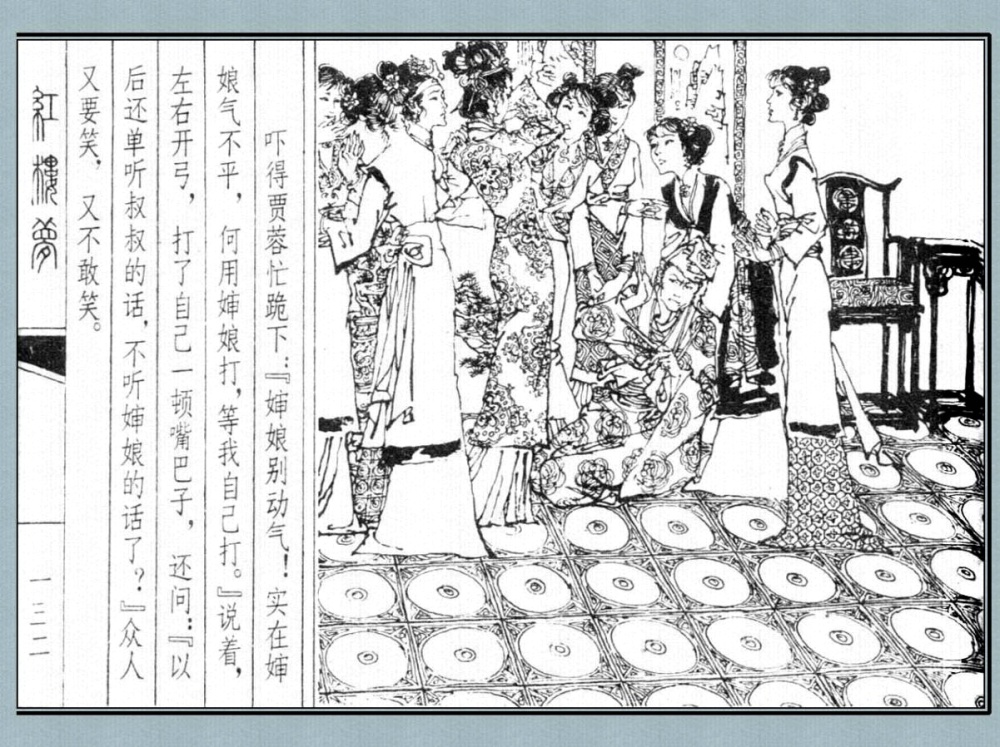 吓得贾蓉忙跪下：『婶娘别动气！实在婶
娘气不平，何用婶娘打，等我自己打。』说着，
左右开弓，打了自己一顿嘴巴子，还问：『以
后还单听叔叔的话，不听婶娘的话了？』众人
又要笑，又不敢笑。
紅樓夢
一三二